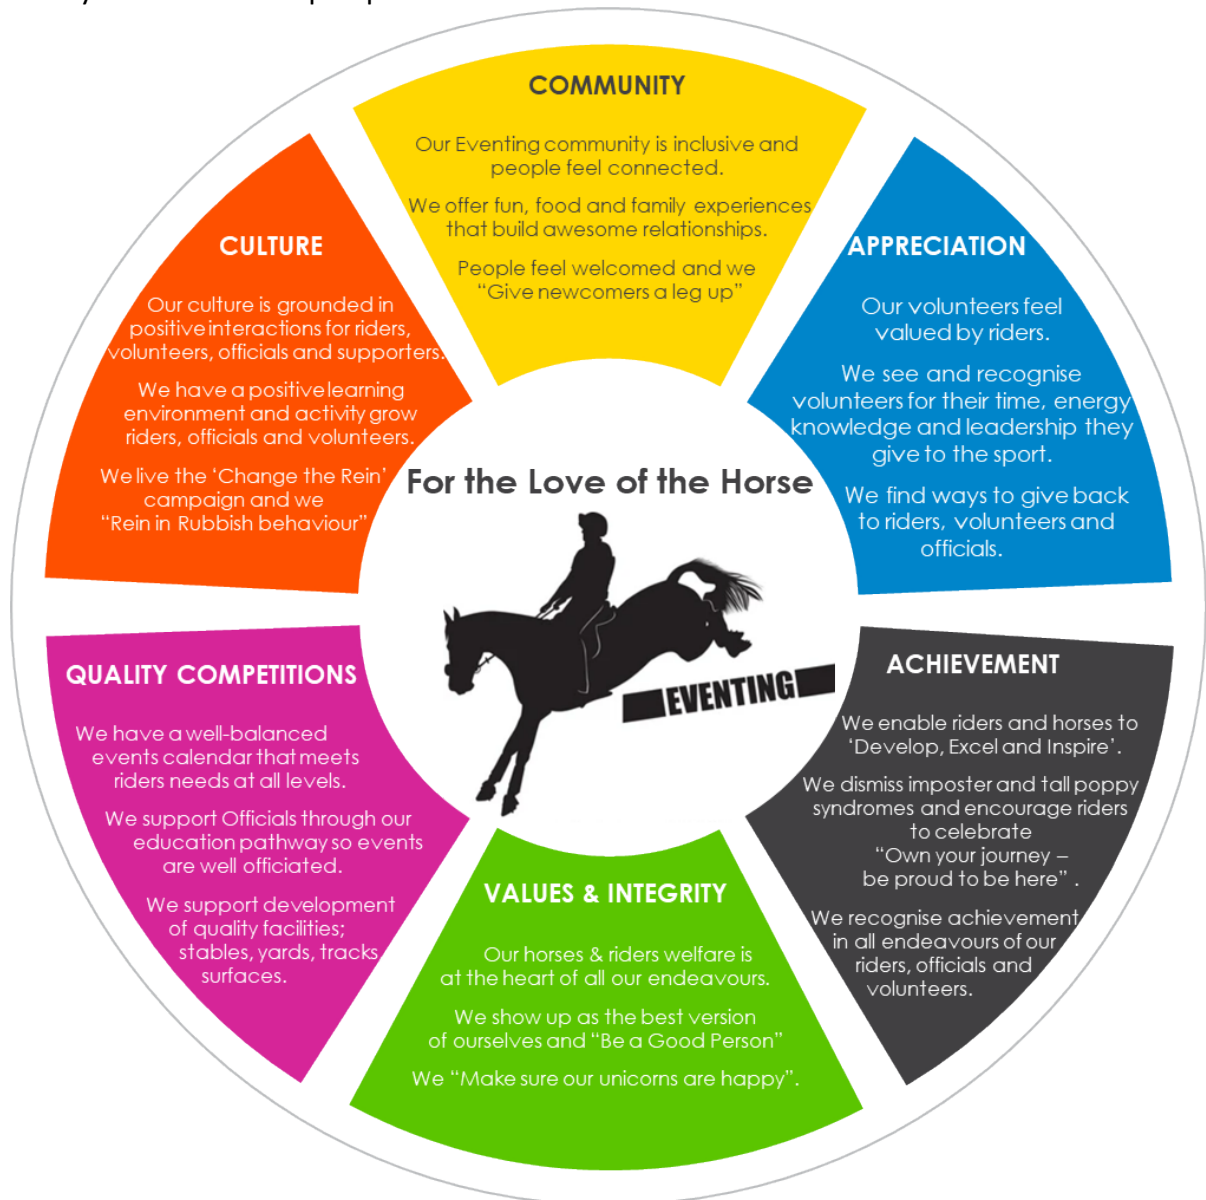 COMMUNITY
Our Eventing community is inclusive and
people feel connected.
We offer fun, food and family experiences
that build awesome relationships.
People feel welcomed and we
“Give newcomers a leg up”
APPRECIATION
Our volunteers feel
valued by riders.
We see and recognise
volunteers for their time, energy
knowledge and leadership they
give to the sport.
We find ways to give back
to riders, volunteers and
officials.
ACHIEVEMENT
We enable riders and horses to
‘Develop, Excel and Inspire’.
We dismiss imposter and tall poppy
syndromes and encourage riders
to celebrate
“Own your journey –
be proud to be here” .
We recognise achievement
in all endeavours of our
riders, officials and
volunteers.
VALUES & INTEGRITY
Our horses & riders welfare is
at the heart of all our endeavours.
We show up as the best version
of ourselves and “Be a Good Person”
We “Make sure our unicorns are happy”.
QUALITY COMPETITIONS
We have a well-balanced
events calendar that meets
riders needs at all levels.
We support Officials through our
education pathway so events
are well officiated.
We support development
of quality facilities;
stables, yards, tracks,
surfaces.
CULTURE
Our culture is grounded in
positive interactions for riders,
volunteers, officials and supporters.
We have a positive learning
environment and activity grow
riders, officials and volunteers.
We live the ‘Change the Rein’
campaign and we
“Rein in Rubbish behaviour”
For the Love of the Horse
EVENTING